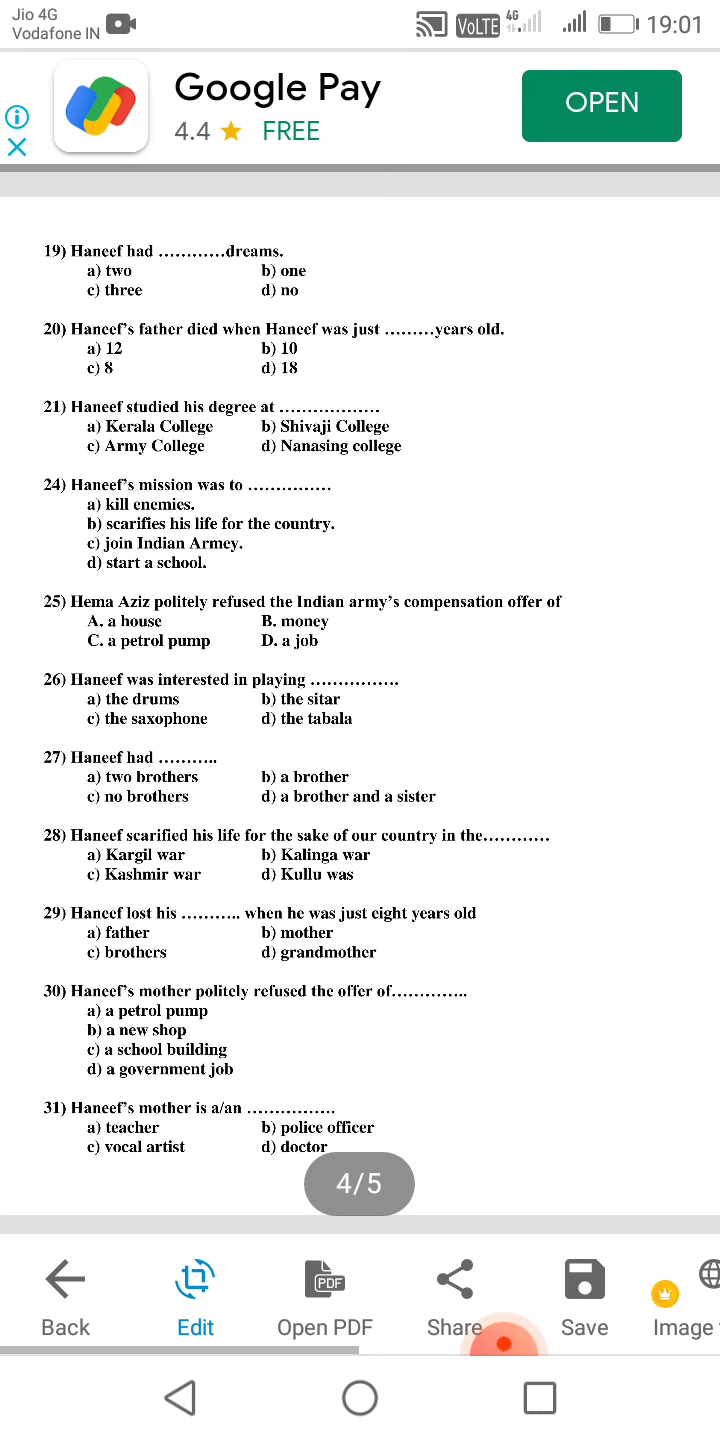 Jio 4G
Vodafone IN
VoLTE 4G 19:01
Google Pay
4.4 ★ FREE
OPEN
19) Haneef had …………dreams.
a) two b) one
c) three d) no
20) Haneef’s father died when Haneef was just ………years old.
a) 12 b) 10
c) 8 d) 18
21) Haneef studied his degree at ………………
a) Kerala College b) Shivaji College
c) Army College d) Nanasing college
24) Haneef’s mission was to ……………
a) kill enemies.
b) scarifies his life for the country.
c) join Indian Armey.
d) start a school.
25) Hema Aziz politely refused the Indian army’s compensation offer of
A. a house B. money
C. a petrol pump D. a job
26) Haneef was interested in playing …………….
a) the drums b) the sitar
c) the saxophone d) the tabala
27) Haneef had ………..
a) two brothers b) a brother
c) no brothers d) a brother and a sister
28) Haneef scarified his life for the sake of our country in the…………
a) Kargil war b) Kalinga war
c) Kashmir war d) Kullu was
29) Haneef lost his ……….. when he was just eight years old
a) father b) mother
c) brothers d) grandmother
30) Haneef’s mother politely refused the offer of…………..
a) a petrol pump
b) a new shop
c) a school building
d) a government job
31) Haneef’s mother is a/an …………….
a) teacher b) police officer
c) vocal artist d) doctor
4/5
PDF
Back Edit Open PDF Share Save Image